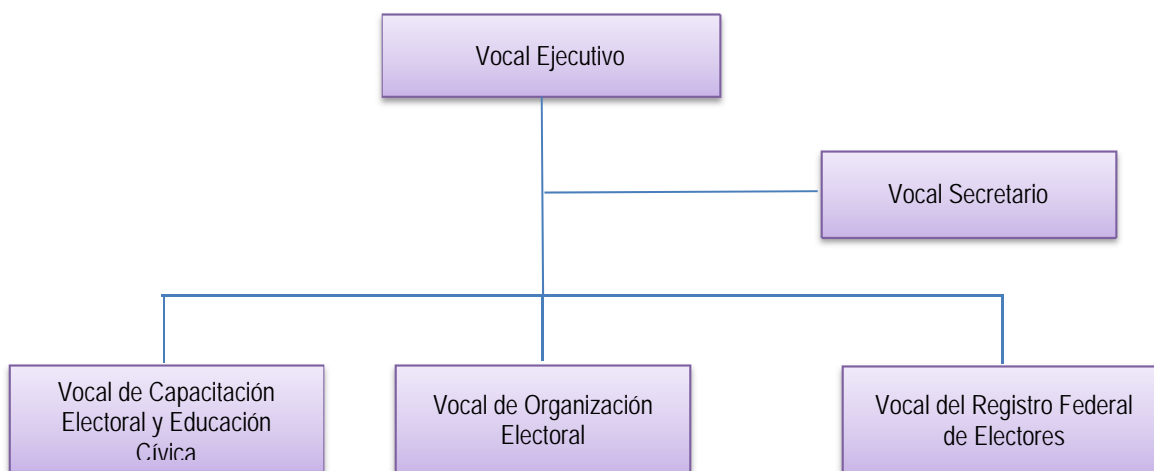 Vocal Ejecutivo
Vocal Secretario
Vocal de Capacitación
Electoral y Educación
Cívica
Vocal de Organización
Electoral
Vocal del Registro Federal
de Electores